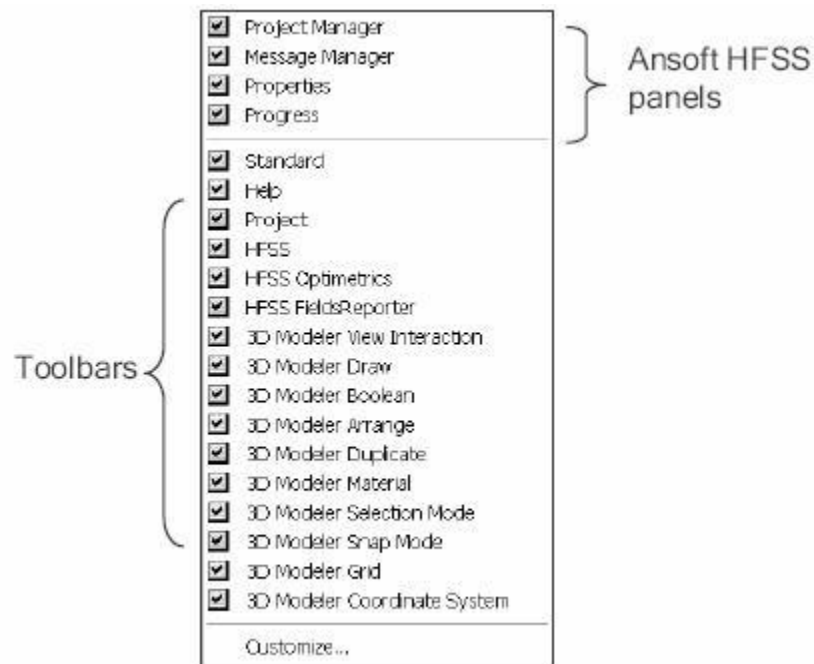 Project Manager
Message Manager
Properties
Progress
Ansoft HFSS
panels
Standard
Help
Project
HFSS
HFSS Optimetrics
HFSS FieldsReporter
3D Modeler View Interaction
3D Modeler Draw
3D Modeler Boolean
3D Modeler Arrange
3D Modeler Duplicate
3D Modeler Material
3D Modeler Selection Mode
3D Modeler Snap Mode
3D Modeler Grid
3D Modeler Coordinate System
Customize...
Toolbars